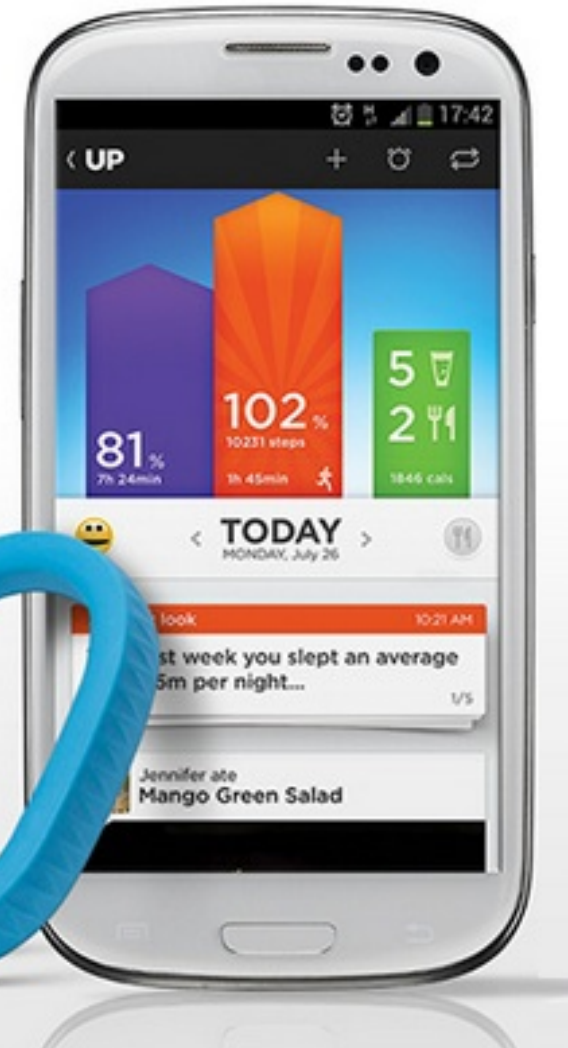 17:42
UP
81%
7h 24min
102%
10231 steps
1h 45min
5
2
1846 cals
TODAY
MONDAY, July 26
look
10:21 AM
st week you slept an average
5m per night...
1/5
Jennifer ate
Mango Green Salad